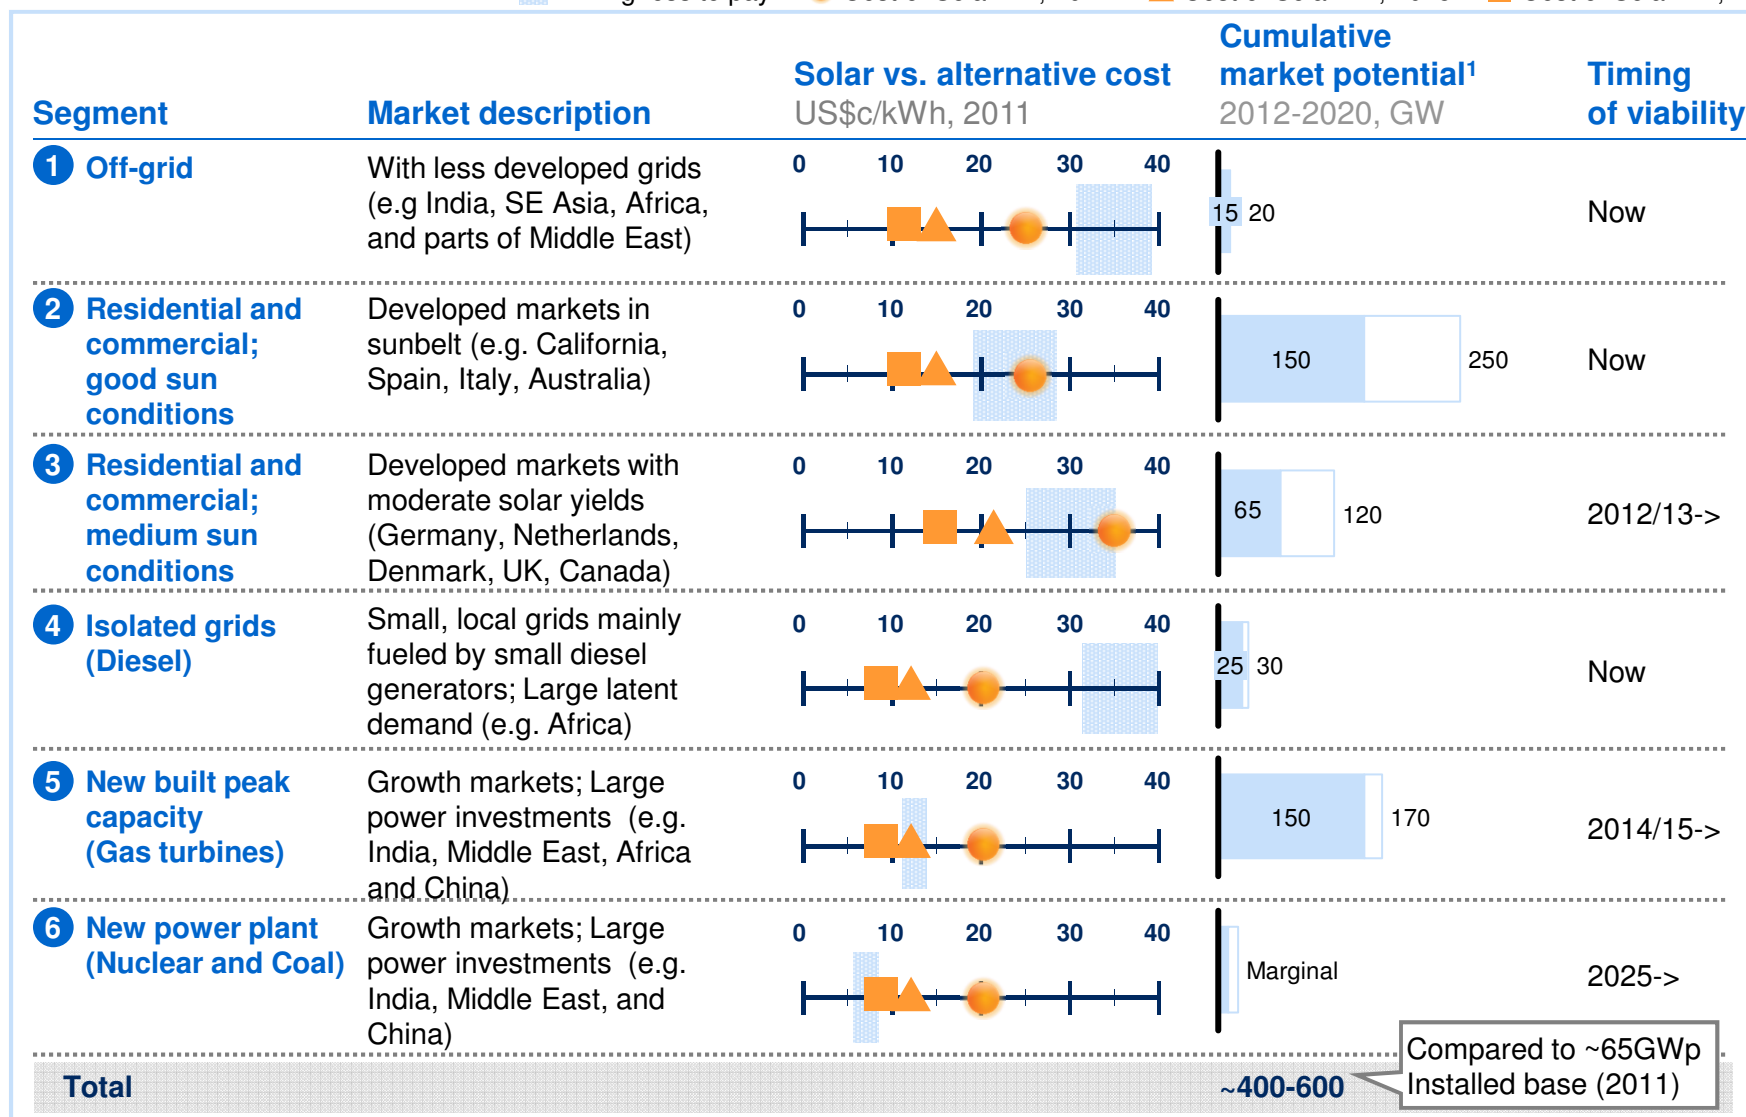 Segment
Market description
Solar vs. alternative cost
US$c/kWh, 2011
Cumulative
market potential¹
2012-2020, GW
Timing
of viability
1 Off-grid
With less developed grids
(e.g India, SE Asia, Africa,
and parts of Middle East)
0 10 20 30 40
15 20
Now
2 Residential and
commercial;
good sun
conditions
Developed markets in
sunbelt (e.g. California,
Spain, Italy, Australia)
0 10 20 30 40
150 250
Now
3 Residential and
commercial;
medium sun
conditions
Developed markets with
moderate solar yields
(Germany, Netherlands,
Denmark, UK, Canada)
0 10 20 30 40
65 120
2012/13->
4 Isolated grids
(Diesel)
Small, local grids mainly
fueled by small diesel
generators; Large latent
demand (e.g. Africa)
0 10 20 30 40
25 30
Now
5 New built peak
capacity
(Gas turbines)
Growth markets; Large
power investments (e.g.
India, Middle East, Africa
and China)
0 10 20 30 40
150 170
2014/15->
6 New power plant
(Nuclear and Coal)
Growth markets; Large
power investments (e.g.
India, Middle East, and
China)
0 10 20 30 40
Marginal
2025->
Total
~400-600
Compared to ~65GWp
Installed base (2011)